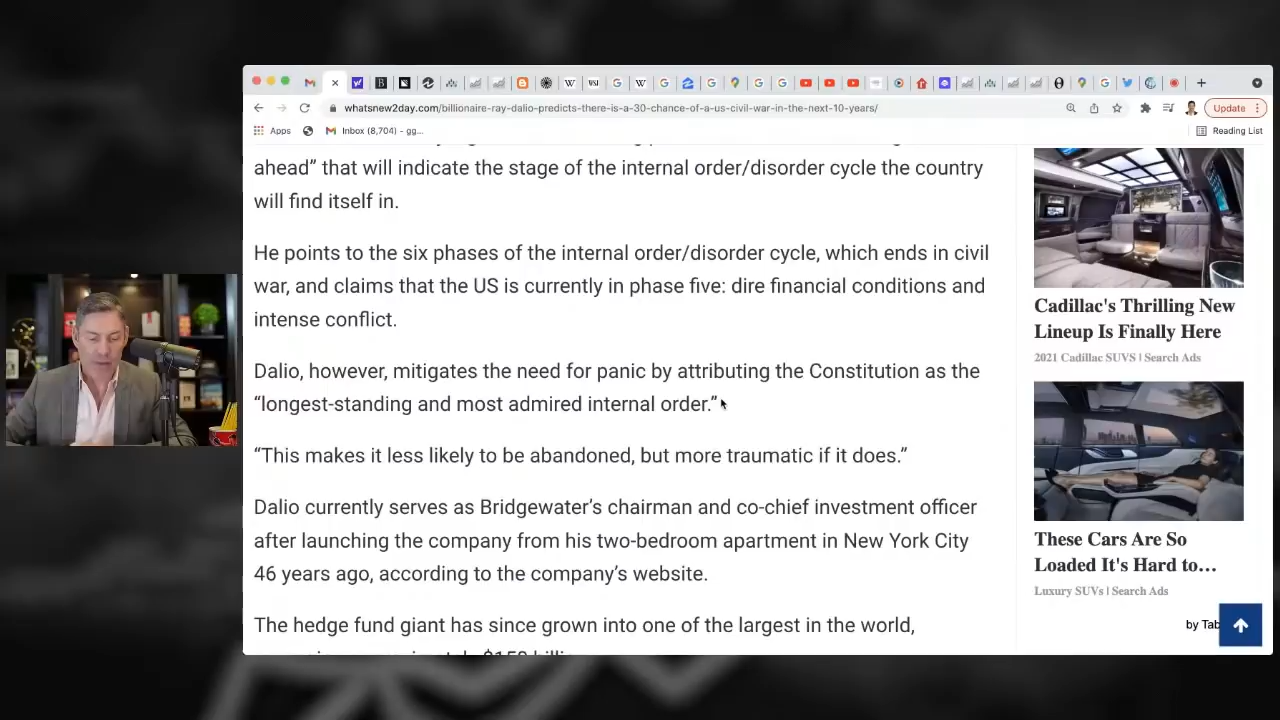 whatsnew2day.com/billionaire-ray-dalio-predicts-there-is-a-30-chance-of-a-us-civil-war-in-the-next-10-years/
Update
Apps
Inbox (8,704) - gg...
Reading List
ahead” that will indicate the stage of the internal order/disorder cycle the country
will find itself in.
He points to the six phases of the internal order/disorder cycle, which ends in civil
war, and claims that the US is currently in phase five: dire financial conditions and
intense conflict.
Dalio, however, mitigates the need for panic by attributing the Constitution as the
“longest-standing and most admired internal order.”
“This makes it less likely to be abandoned, but more traumatic if it does.”
Dalio currently serves as Bridgewater’s chairman and co-chief investment officer
after launching the company from his two-bedroom apartment in New York City
46 years ago, according to the company’s website.
The hedge fund giant has since grown into one of the largest in the world,
Cadillac's Thrilling New
Lineup Is Finally Here
2021 Cadillac SUVS | Search Ads
These Cars Are So
Loaded It's Hard to...
Luxury SUVs | Search Ads
by Tab